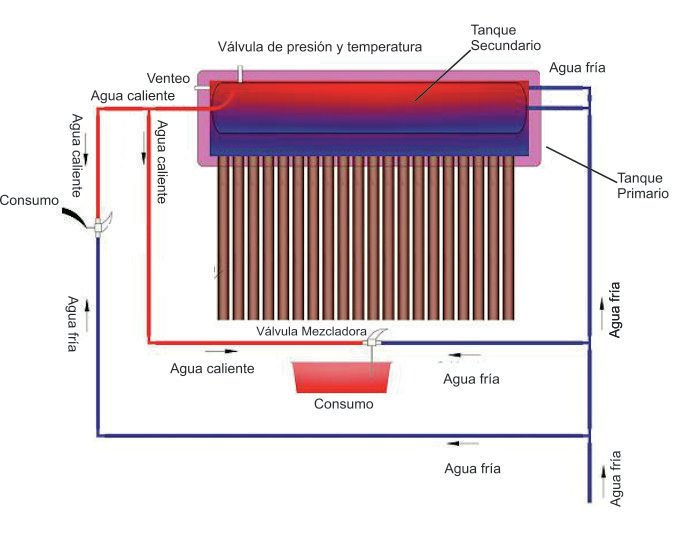 Tanque
Secundario
Válvula de presión y temperatura
Agua fría
Venteo
Agua caliente
Agua caliente
Agua caliente
Tanque
Primario
Consumo
Agua fría
Agua fría
Válvula Mezcladora
Agua caliente
Agua fría
Consumo
Agua fría
Agua fría